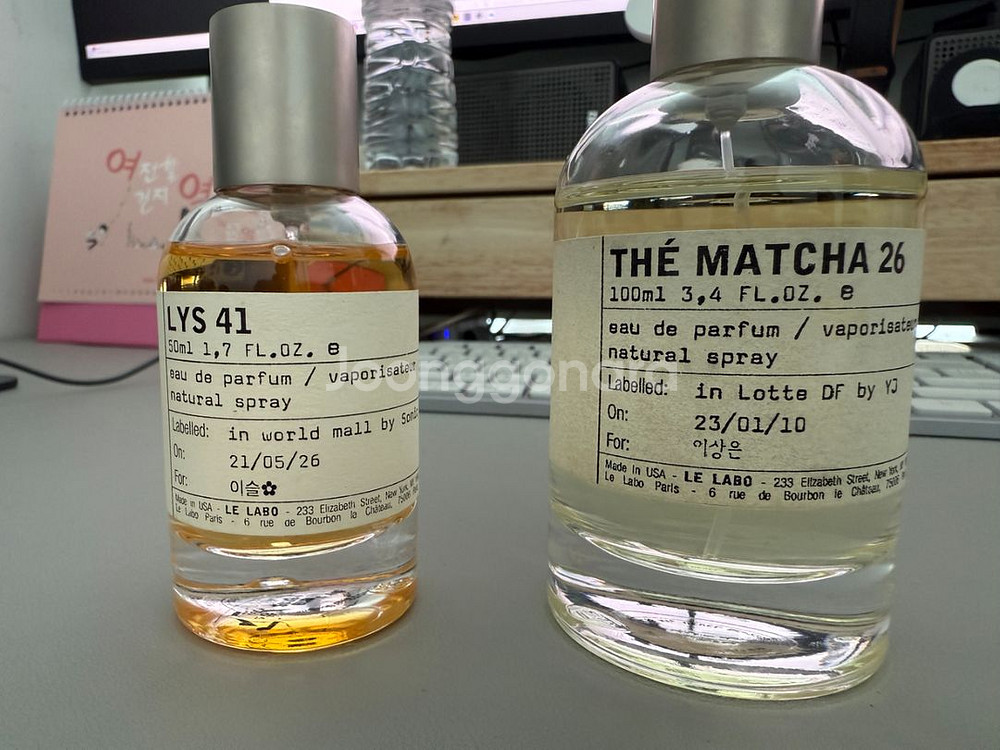 LYS 41
50ml 1,7 FL.OZ. e
eau de parfum / vaporisateur
natural spray
Labelled: in world mall by
On: 21/05/26
For: 이슬✿
Made in USA - LE LABO - 233 Elizabeth Street, New York,
Le Labo Paris - 6 rue de Bourbon le Château, 75006
THÉ MATCHA 26
100ml 3,4 FL.OZ. e
eau de parfum / vaporisateur
natural spray
Labelled: in Lotte DF by YJ
On: 23/01/10
For: 이상은
Made in USA - LE LABO - 233 Elizabeth Street, New York,
Le Labo Paris - 6 rue de Bourbon le Château,
Joonggonara
여
여